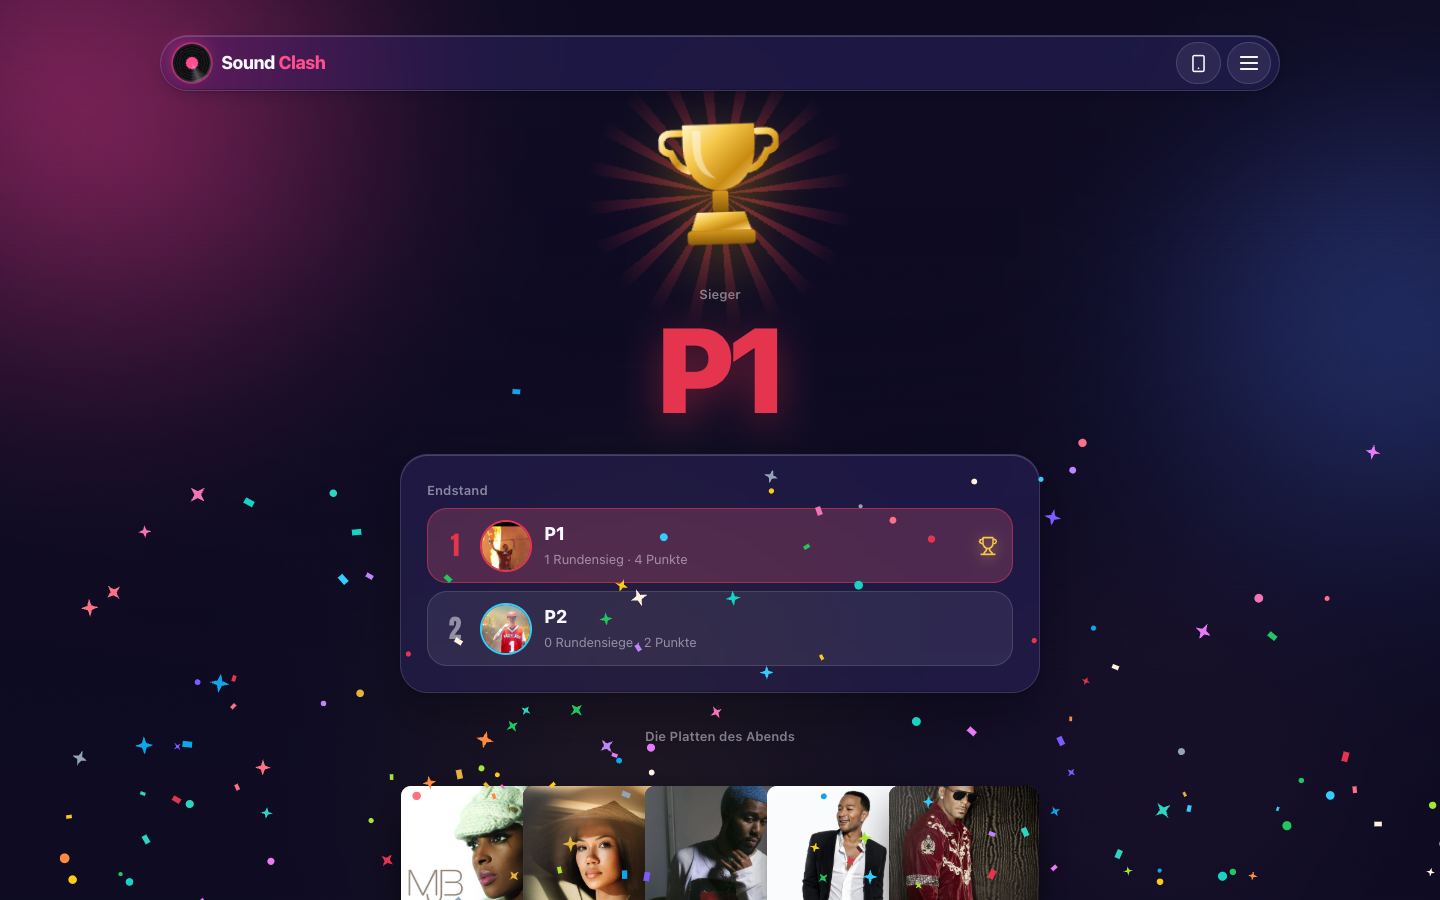 Sound Clash
Sieger
P1
Endstand
1
P1
1 Rundensieg · 4 Punkte
2
P2
0 Rundensiege · 2 Punkte
Die Platten des Abends
MJB